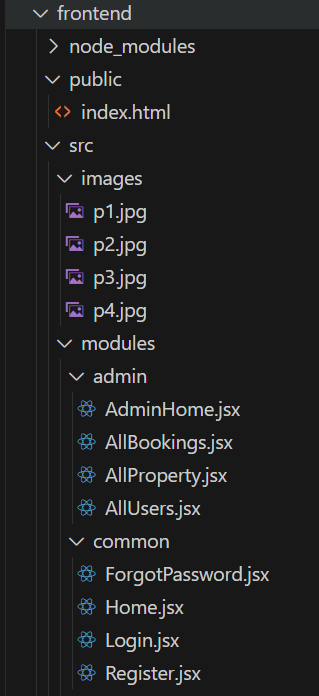 frontend
node_modules
public
index.html
src
images
p1.jpg
p2.jpg
p3.jpg
p4.jpg
modules
admin
AdminHome.jsx
AllBookings.jsx
AllProperty.jsx
AllUsers.jsx
common
ForgotPassword.jsx
Home.jsx
Login.jsx
Register.jsx